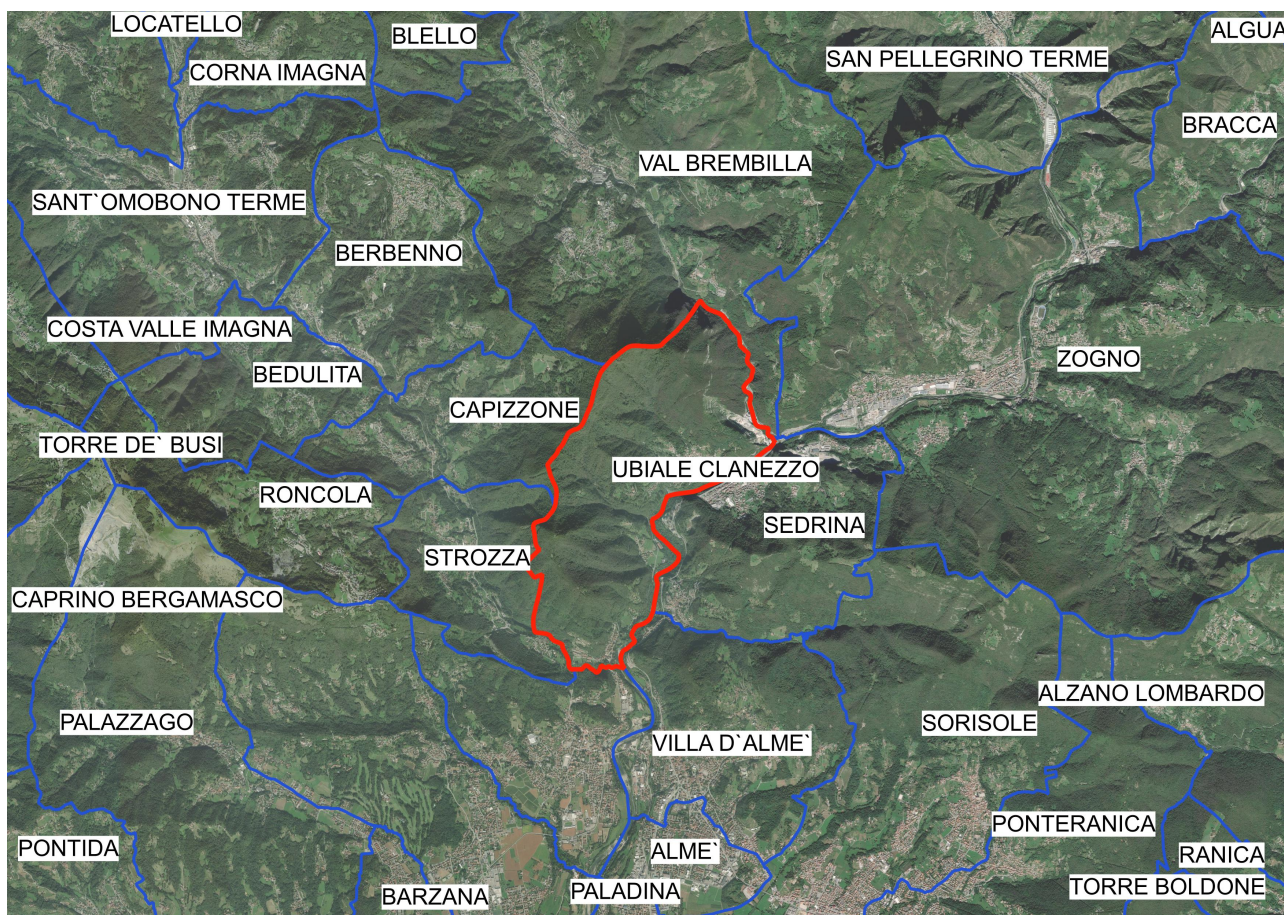 LOCATELLO
BLELLO
ALGUA
CORNA IMAGNA
SAN PELLEGRINO TERME
BRACCA
VAL BREMBILLA
SANT`OMOBONO TERME
BERBENNO
COSTA VALLE IMAGNA
ZOGNO
BEDULITA
CAPIZZONE
TORRE DE` BUSI
UBIALE CLANEZZO
RONCOLA
SEDRINA
STROZZA
CAPRINO BERGAMASCO
ALZANO LOMBARDO
PALAZZAGO
SORISOLE
VILLA D`ALME`
PONTERANICA
PONTIDA
ALME`
RANICA
TORRE BOLDONE
BARZANA
PALADINA